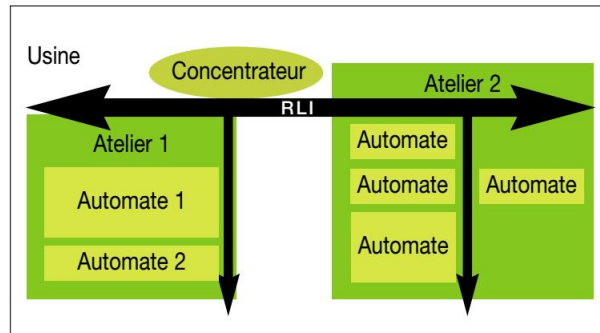 Usine
Concentrateur
Atelier 2
RLI
Atelier 1
Automate 1
Automate 2
Automate
Automate
Automate
Automate